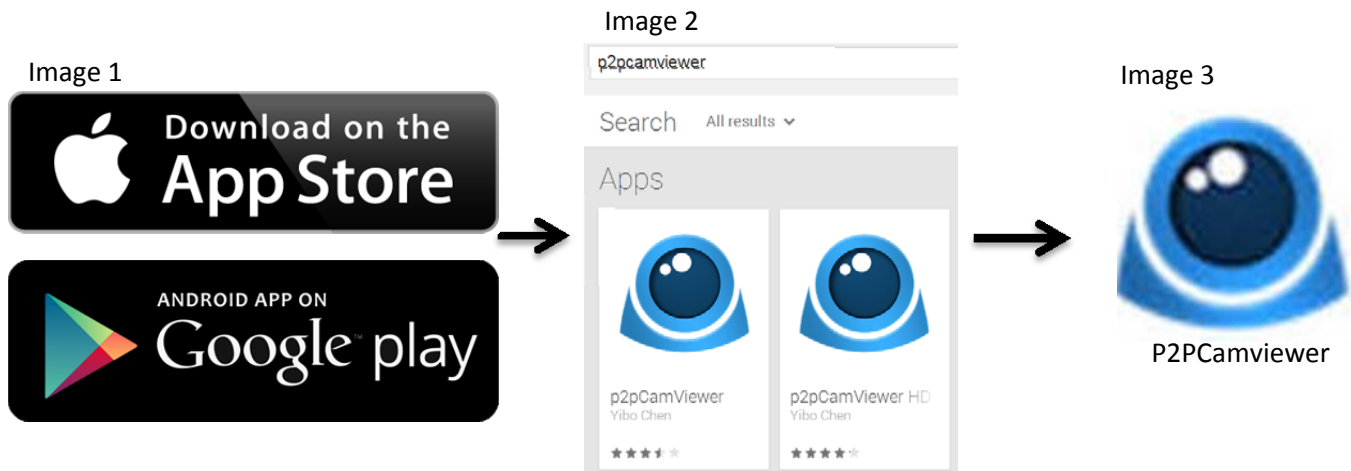 Image 1
Download on the
App Store
ANDROID APP ON
Google™ play
Image 2
p2pcamviewer
Search All results
Apps
p2pCamViewer
Yibo Chen
p2pCamViewer HD
Yibo Chen
Image 3
P2PCamviewer